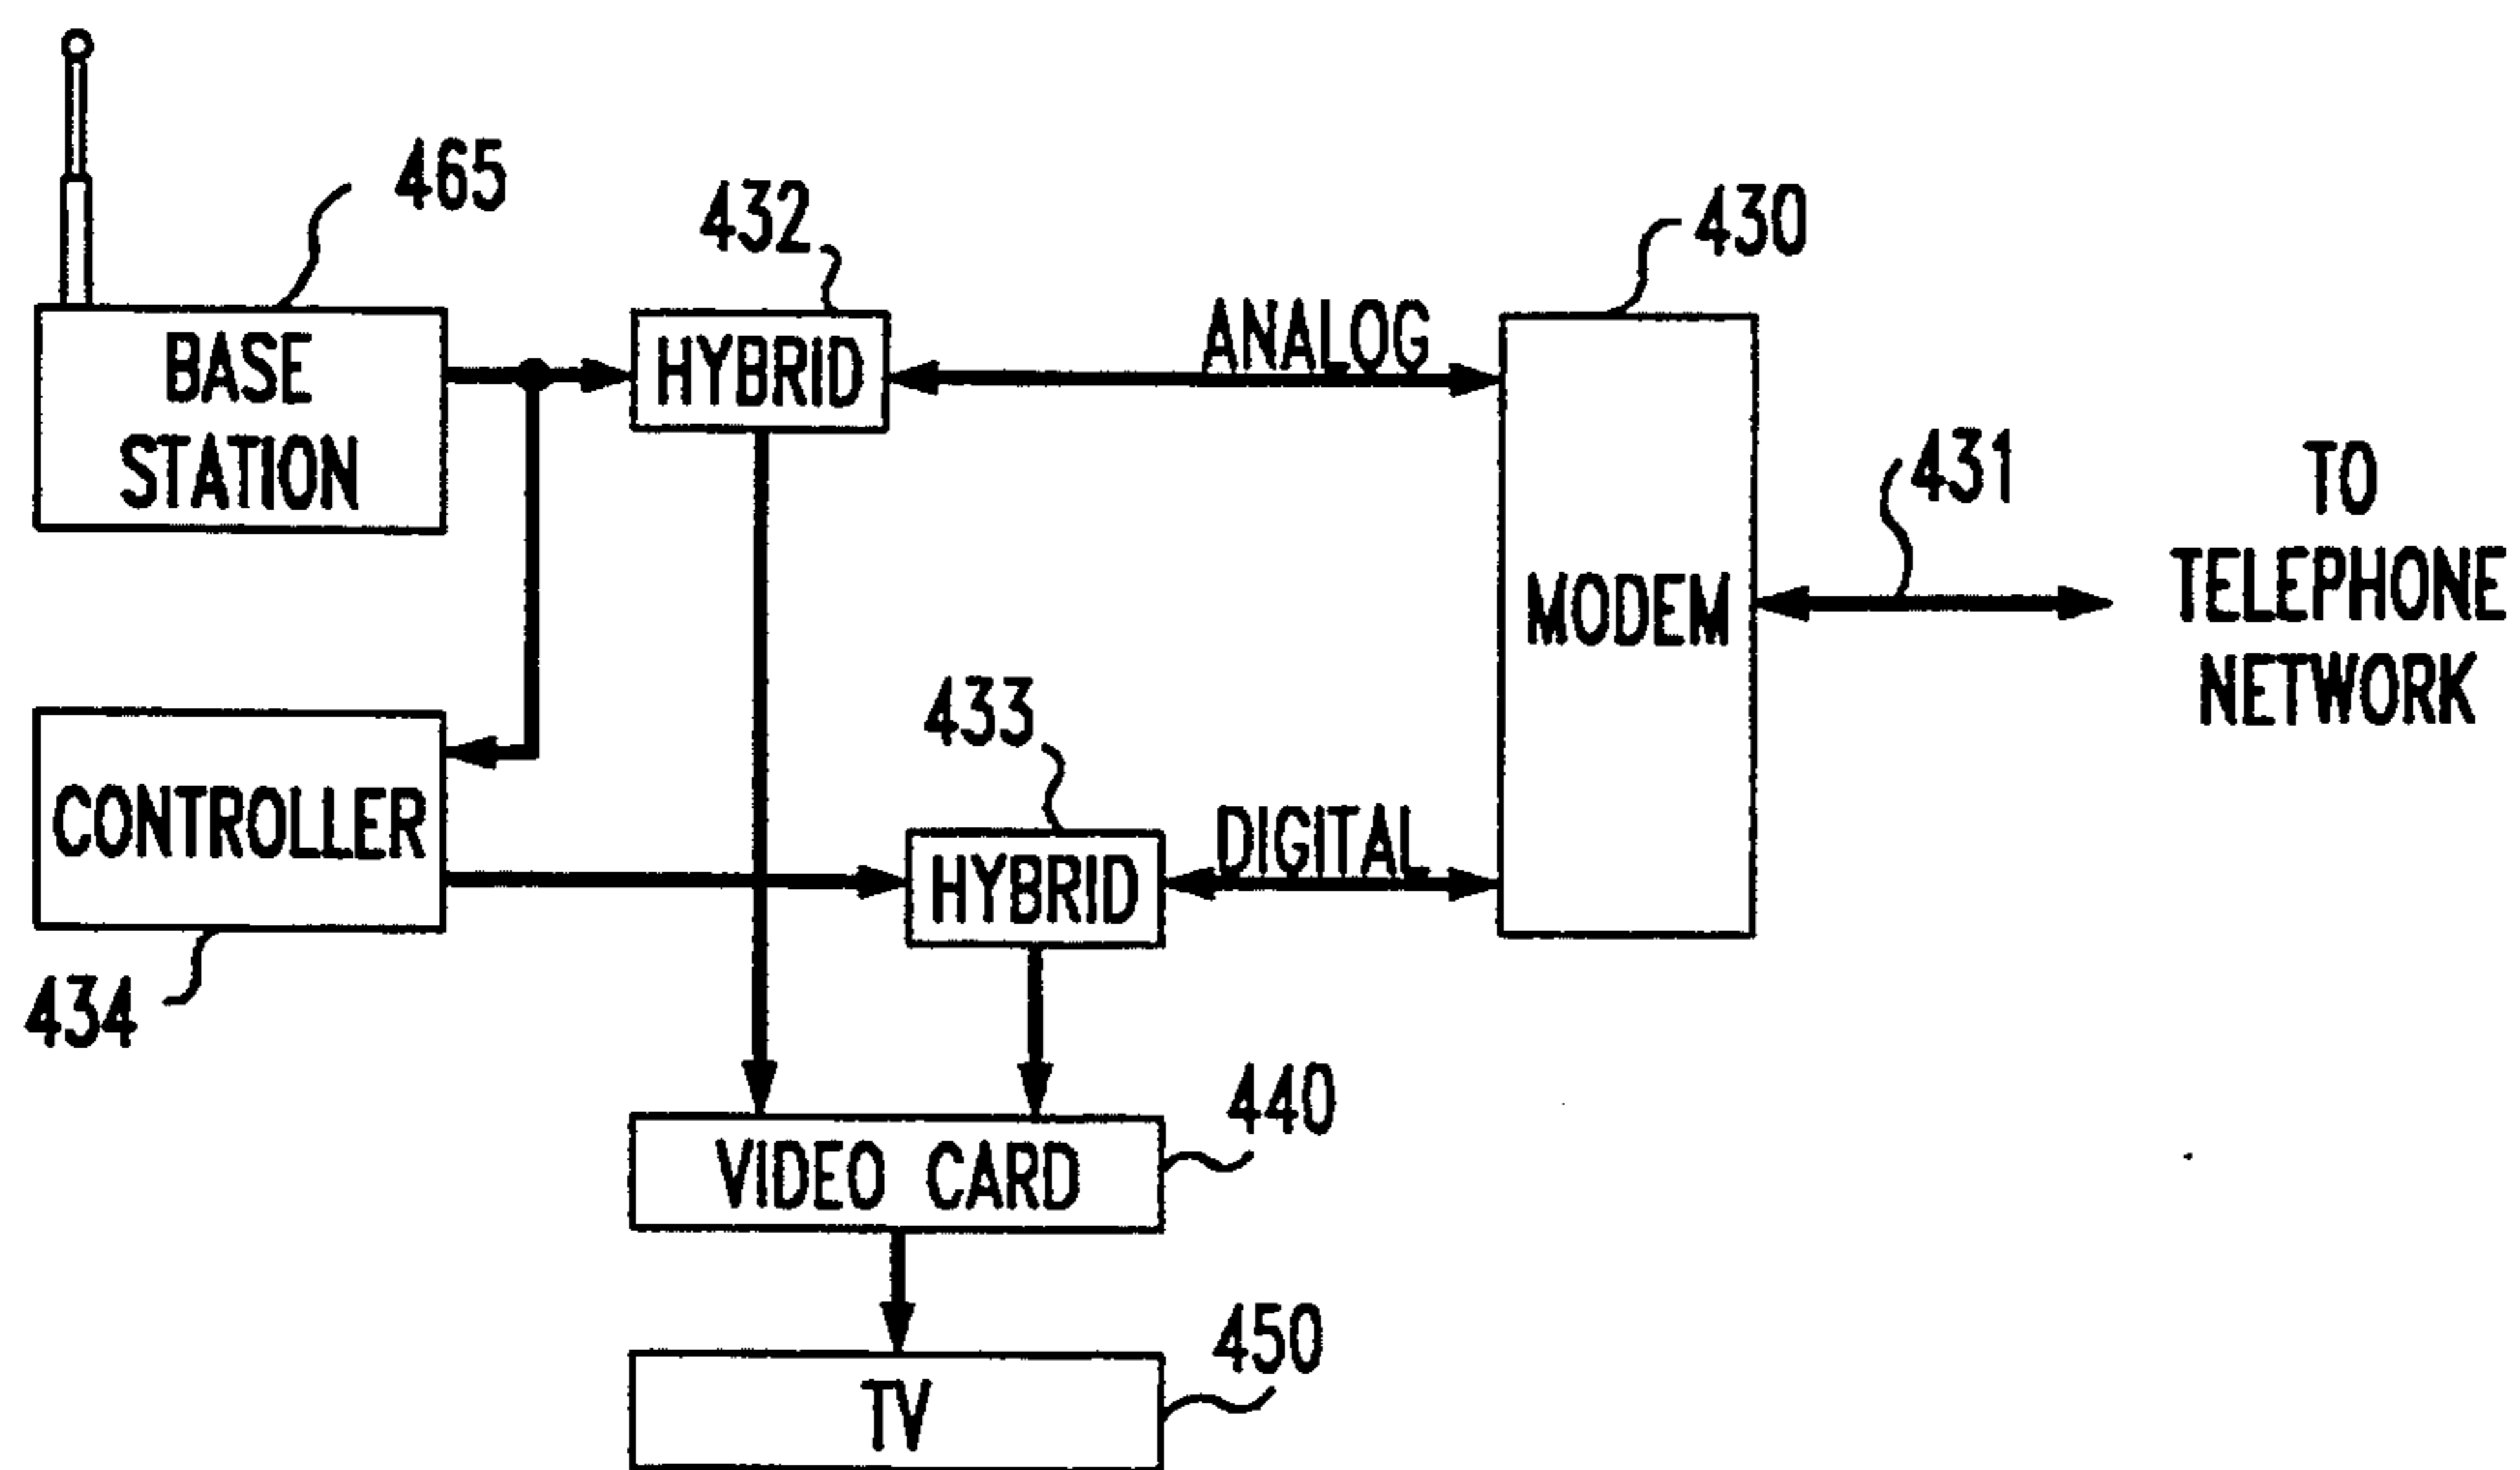 465
432
430
BASE
STATION
HYBRID
ANALOG
431
TO
TELEPHONE
NETWORK
MODEM
433
CONTROLLER
HYBRID
DIGITAL
434
440
VIDEO CARD
450
TV